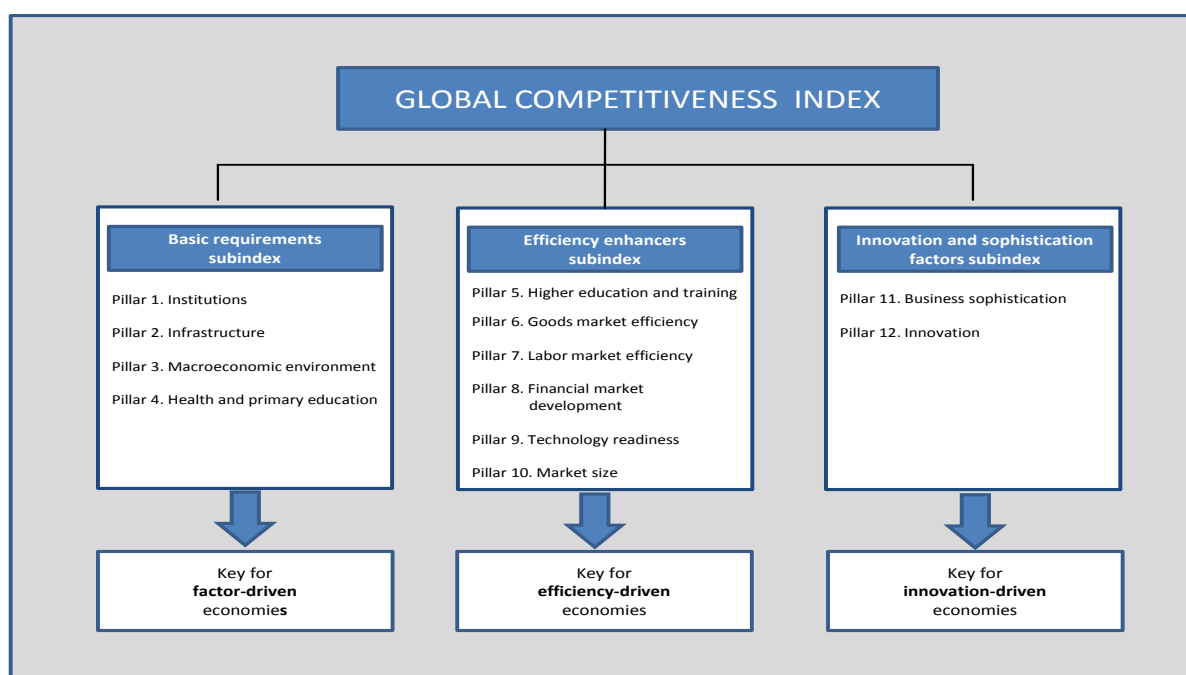 GLOBAL COMPETITIVENESS INDEX
Basic requirements
subindex
Pillar 1. Institutions
Pillar 2. Infrastructure
Pillar 3. Macroeconomic environment
Pillar 4. Health and primary education
Key for
factor-driven
economies
Efficiency enhancers
subindex
Pillar 5. Higher education and training
Pillar 6. Goods market efficiency
Pillar 7. Labor market efficiency
Pillar 8. Financial market
development
Pillar 9. Technology readiness
Pillar 10. Market size
Key for
efficiency-driven
economies
Innovation and sophistication
factors subindex
Pillar 11. Business sophistication
Pillar 12. Innovation
Key for
innovation-driven
economies